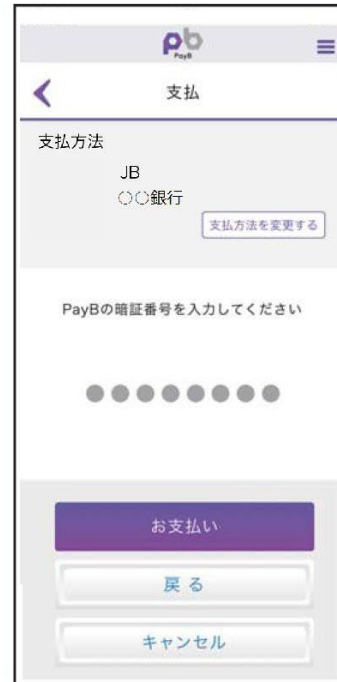 pb
PayB
支払
支払方法
JB
○○銀行
支払方法を変更する
PayBの暗証番号を入力してください
お支払い
戻る
キャンセル